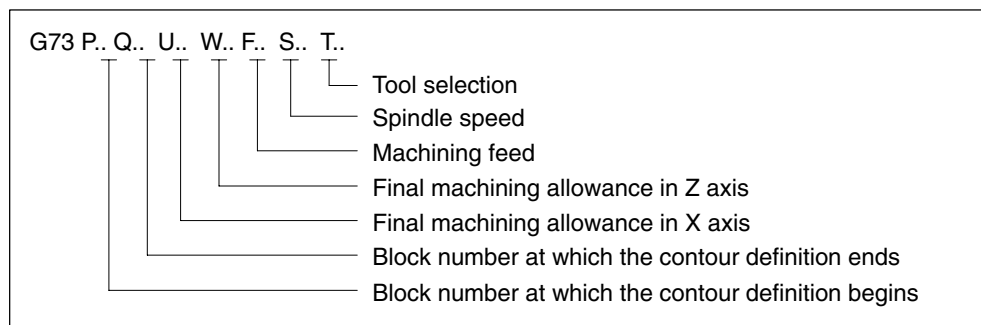 G73 P.. Q.. U.. W.. F.. S.. T..
Tool selection
Spindle speed
Machining feed
Final machining allowance in Z axis
Final machining allowance in X axis
Block number at which the contour definition ends
Block number at which the contour definition begins